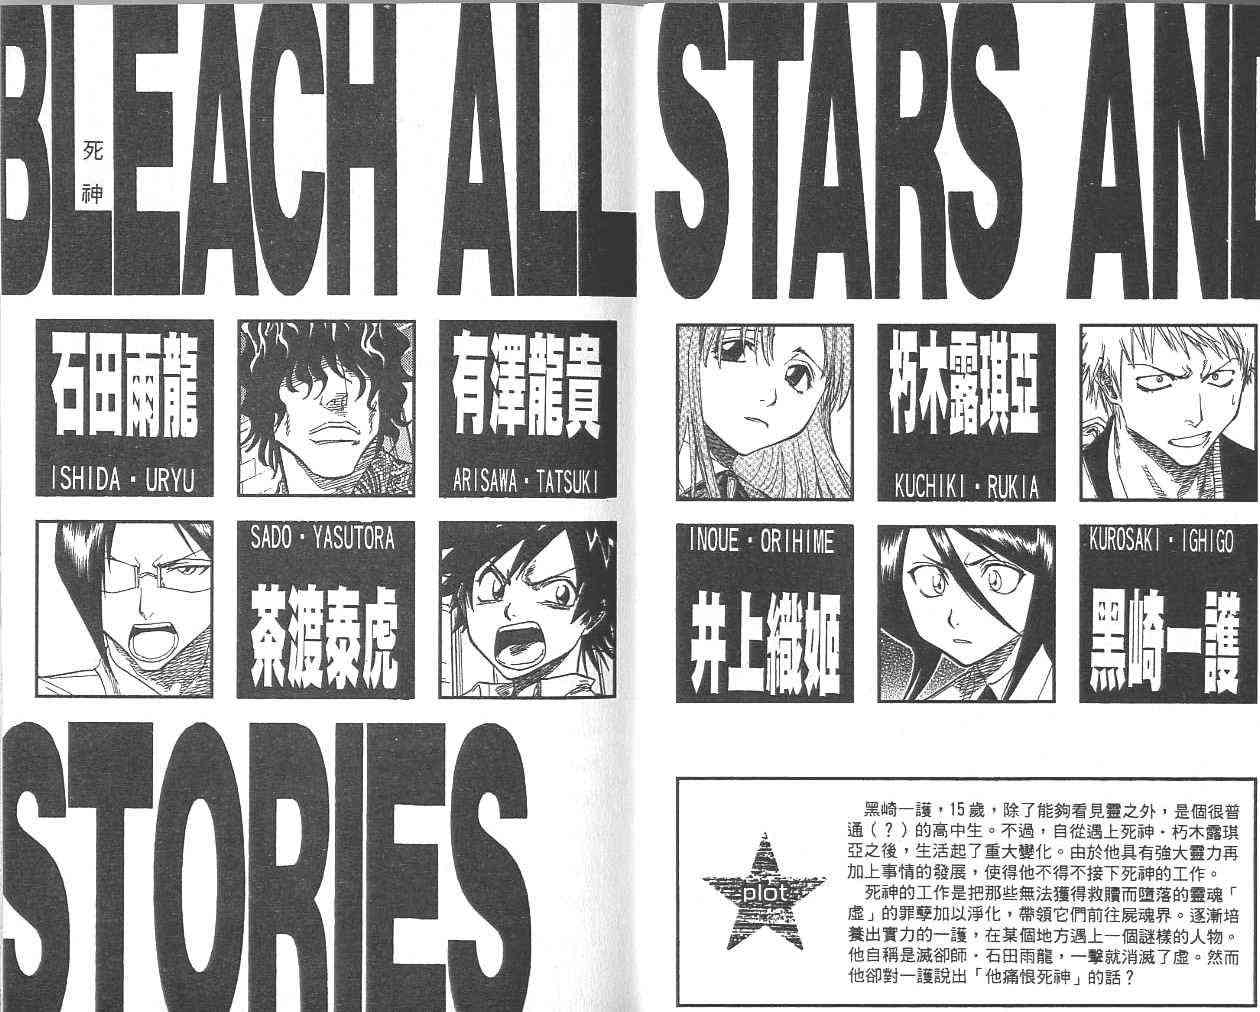 BLEACH ALL STARS AND
死神
石田雨龍
ISHIDA・URYU
有澤龍貴
ARISAWA・TATSUKI
朽木露琪亞
KUCHIKI・RUKIA
SADO・YASUTORA
茶渡泰虎
INOUE・ORIHIME
井上織姬
KUROSAKI・IGHIGO
黑崎一護
STORIES
plot
黑崎一護，15歲，除了能夠看見靈之外，是個很普
通（？）的高中生。不過，自從遇上死神・朽木露琪
亞之後，生活起了重大變化。由於他具有強大靈力再
加上事情的發展，使得他不得不接下死神的工作。
死神的工作是把那些無法獲得救贖而墮落的靈魂「
虛」的罪孽加以淨化，帶領它們前往屍魂界。逐漸培
養出實力的一護，在某個地方遇上一個謎樣的人物。
他自稱是滅卻師・石田雨龍，一擊就消滅了虛。然而
他卻對一護說出「他痛恨死神」的話？